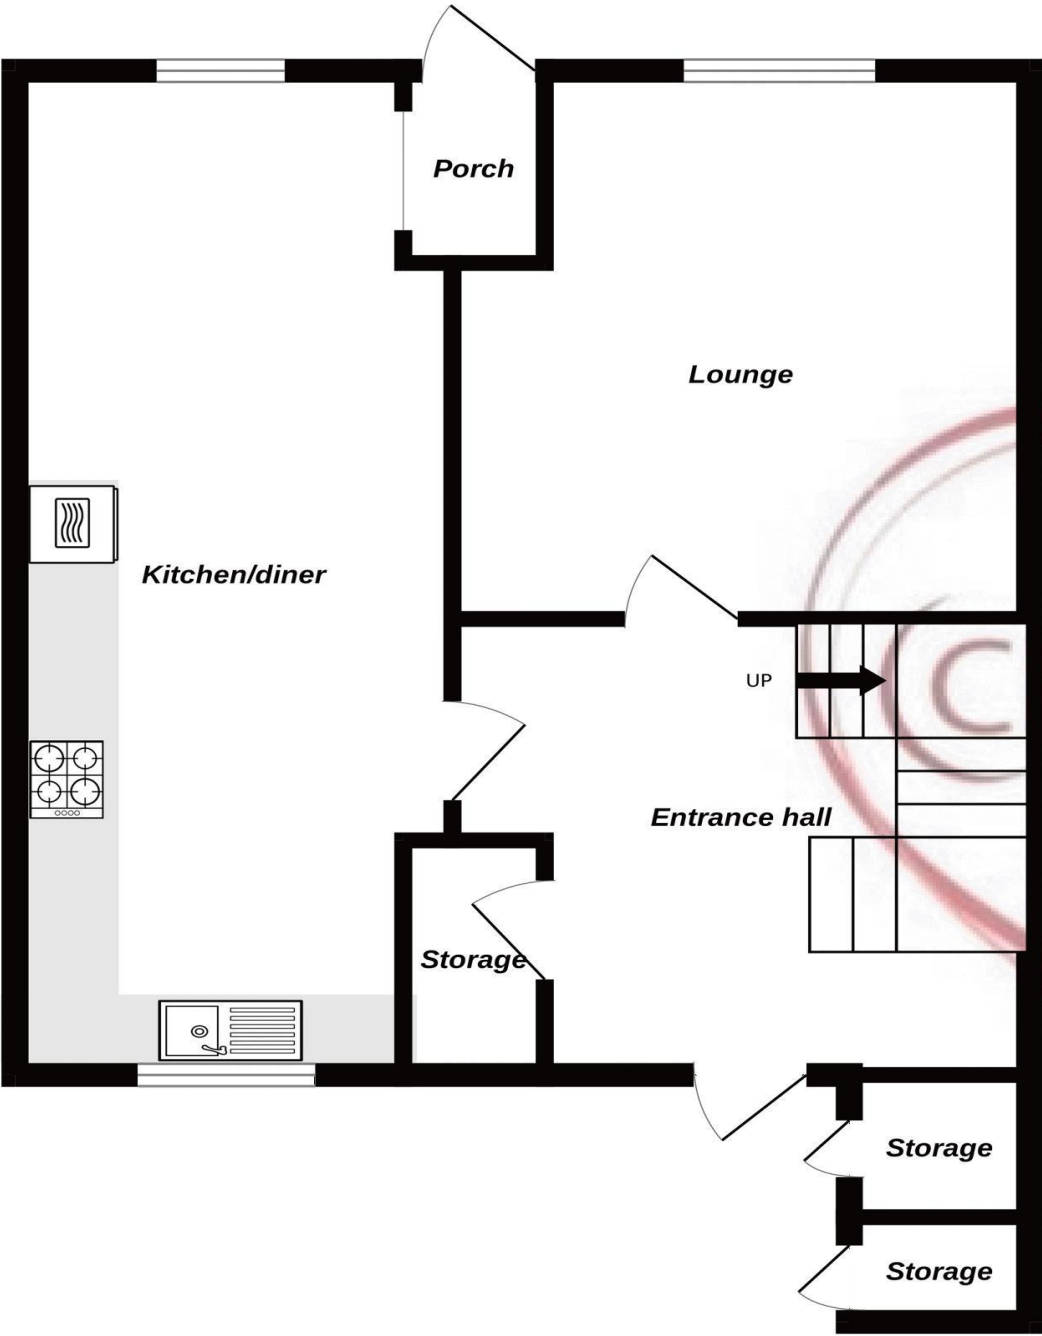 Porch
Lounge
Kitchen/diner
UP
Entrance hall
Storage
Storage
Storage